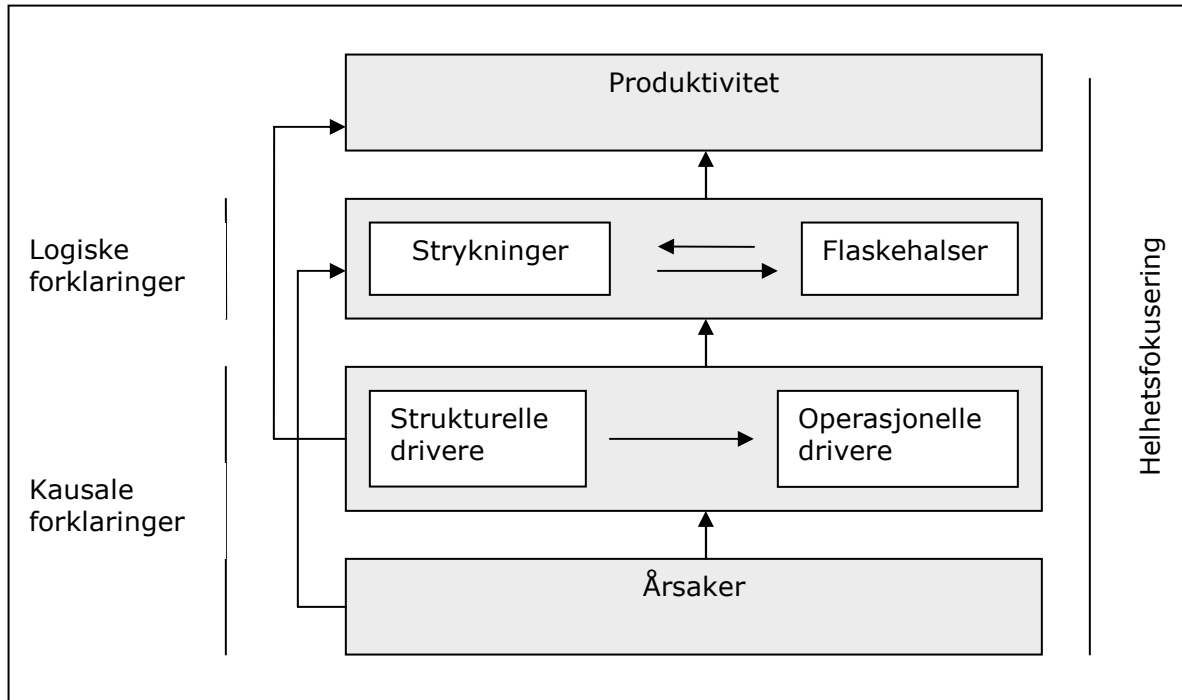 Produktivitet
Logiske
forklaringer
Strykninger
Flaskehalser
Helhetsfokusering
Strukturelle
drivere
Operasjonelle
drivere
Kausale
forklaringer
Årsaker